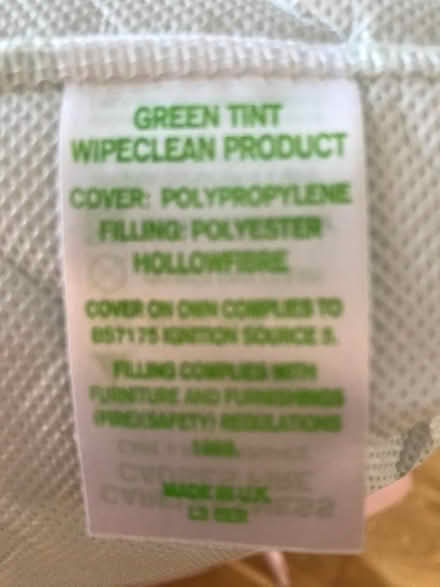 GREEN TINT
WIPECLEAN PRODUCT
COVER: POLYPROPYLENE
FILLING: POLYESTER
HOLLOWFIBRE
COVER ON OWN COMPLIES TO
BS7175 IGNITION SOURCE 5.
FILLING COMPLIES WITH
FURNITURE AND FURNISHINGS
(FIRE)(SAFETY) REGULATIONS
MADE IN U.K.